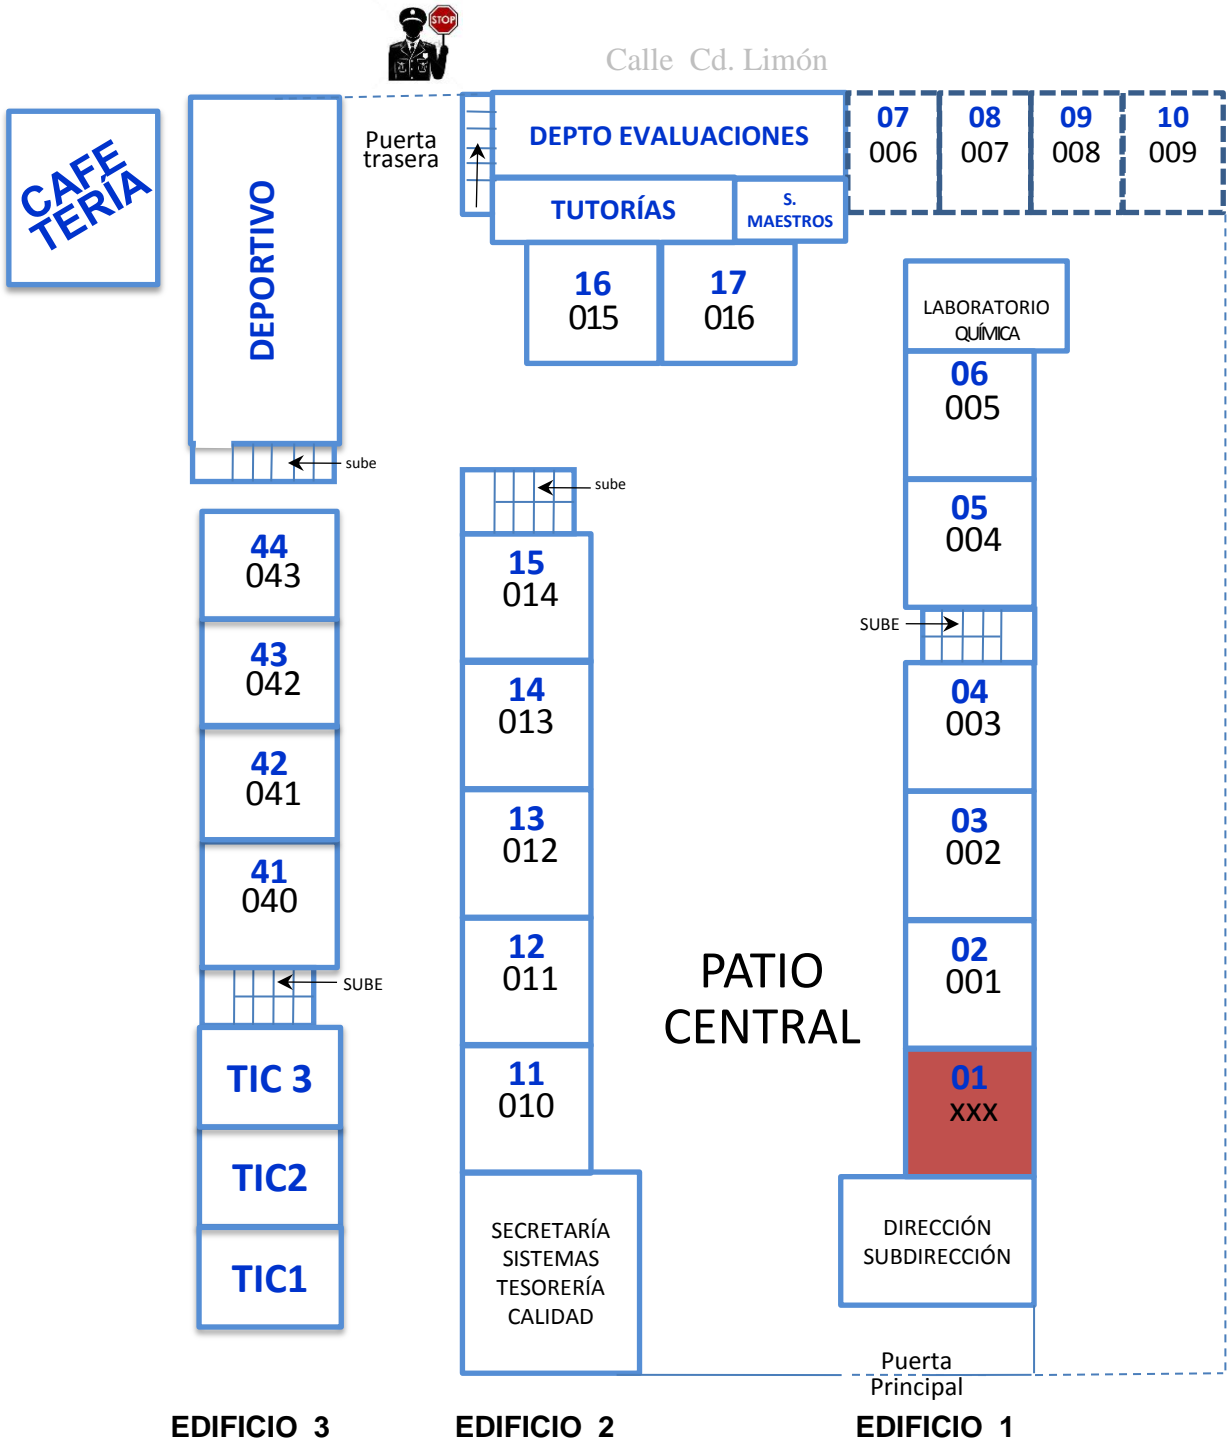 STOP
Calle Cd. Limón
CAFE
TERÍA
DEPORTIVO
Puerta
trasera
DEPTO EVALUACIONES
TUTORÍAS
S.
MAESTROS
07
006
08
007
09
008
10
009
16
015
17
016
LABORATORIO
QUÍMICA
06
005
05
004
SUBE
04
003
03
002
02
001
01
XXX
DIRECCIÓN
SUBDIRECCIÓN
sube
sube
44
043
43
042
42
041
41
040
SUBE
TIC 3
TIC2
TIC1
15
014
14
013
13
012
12
011
11
010
SECRETARÍA
SISTEMAS
TESORERÍA
CALIDAD
PATIO
CENTRAL
Puerta
Principal
EDIFICIO 3
EDIFICIO 2
EDIFICIO 1